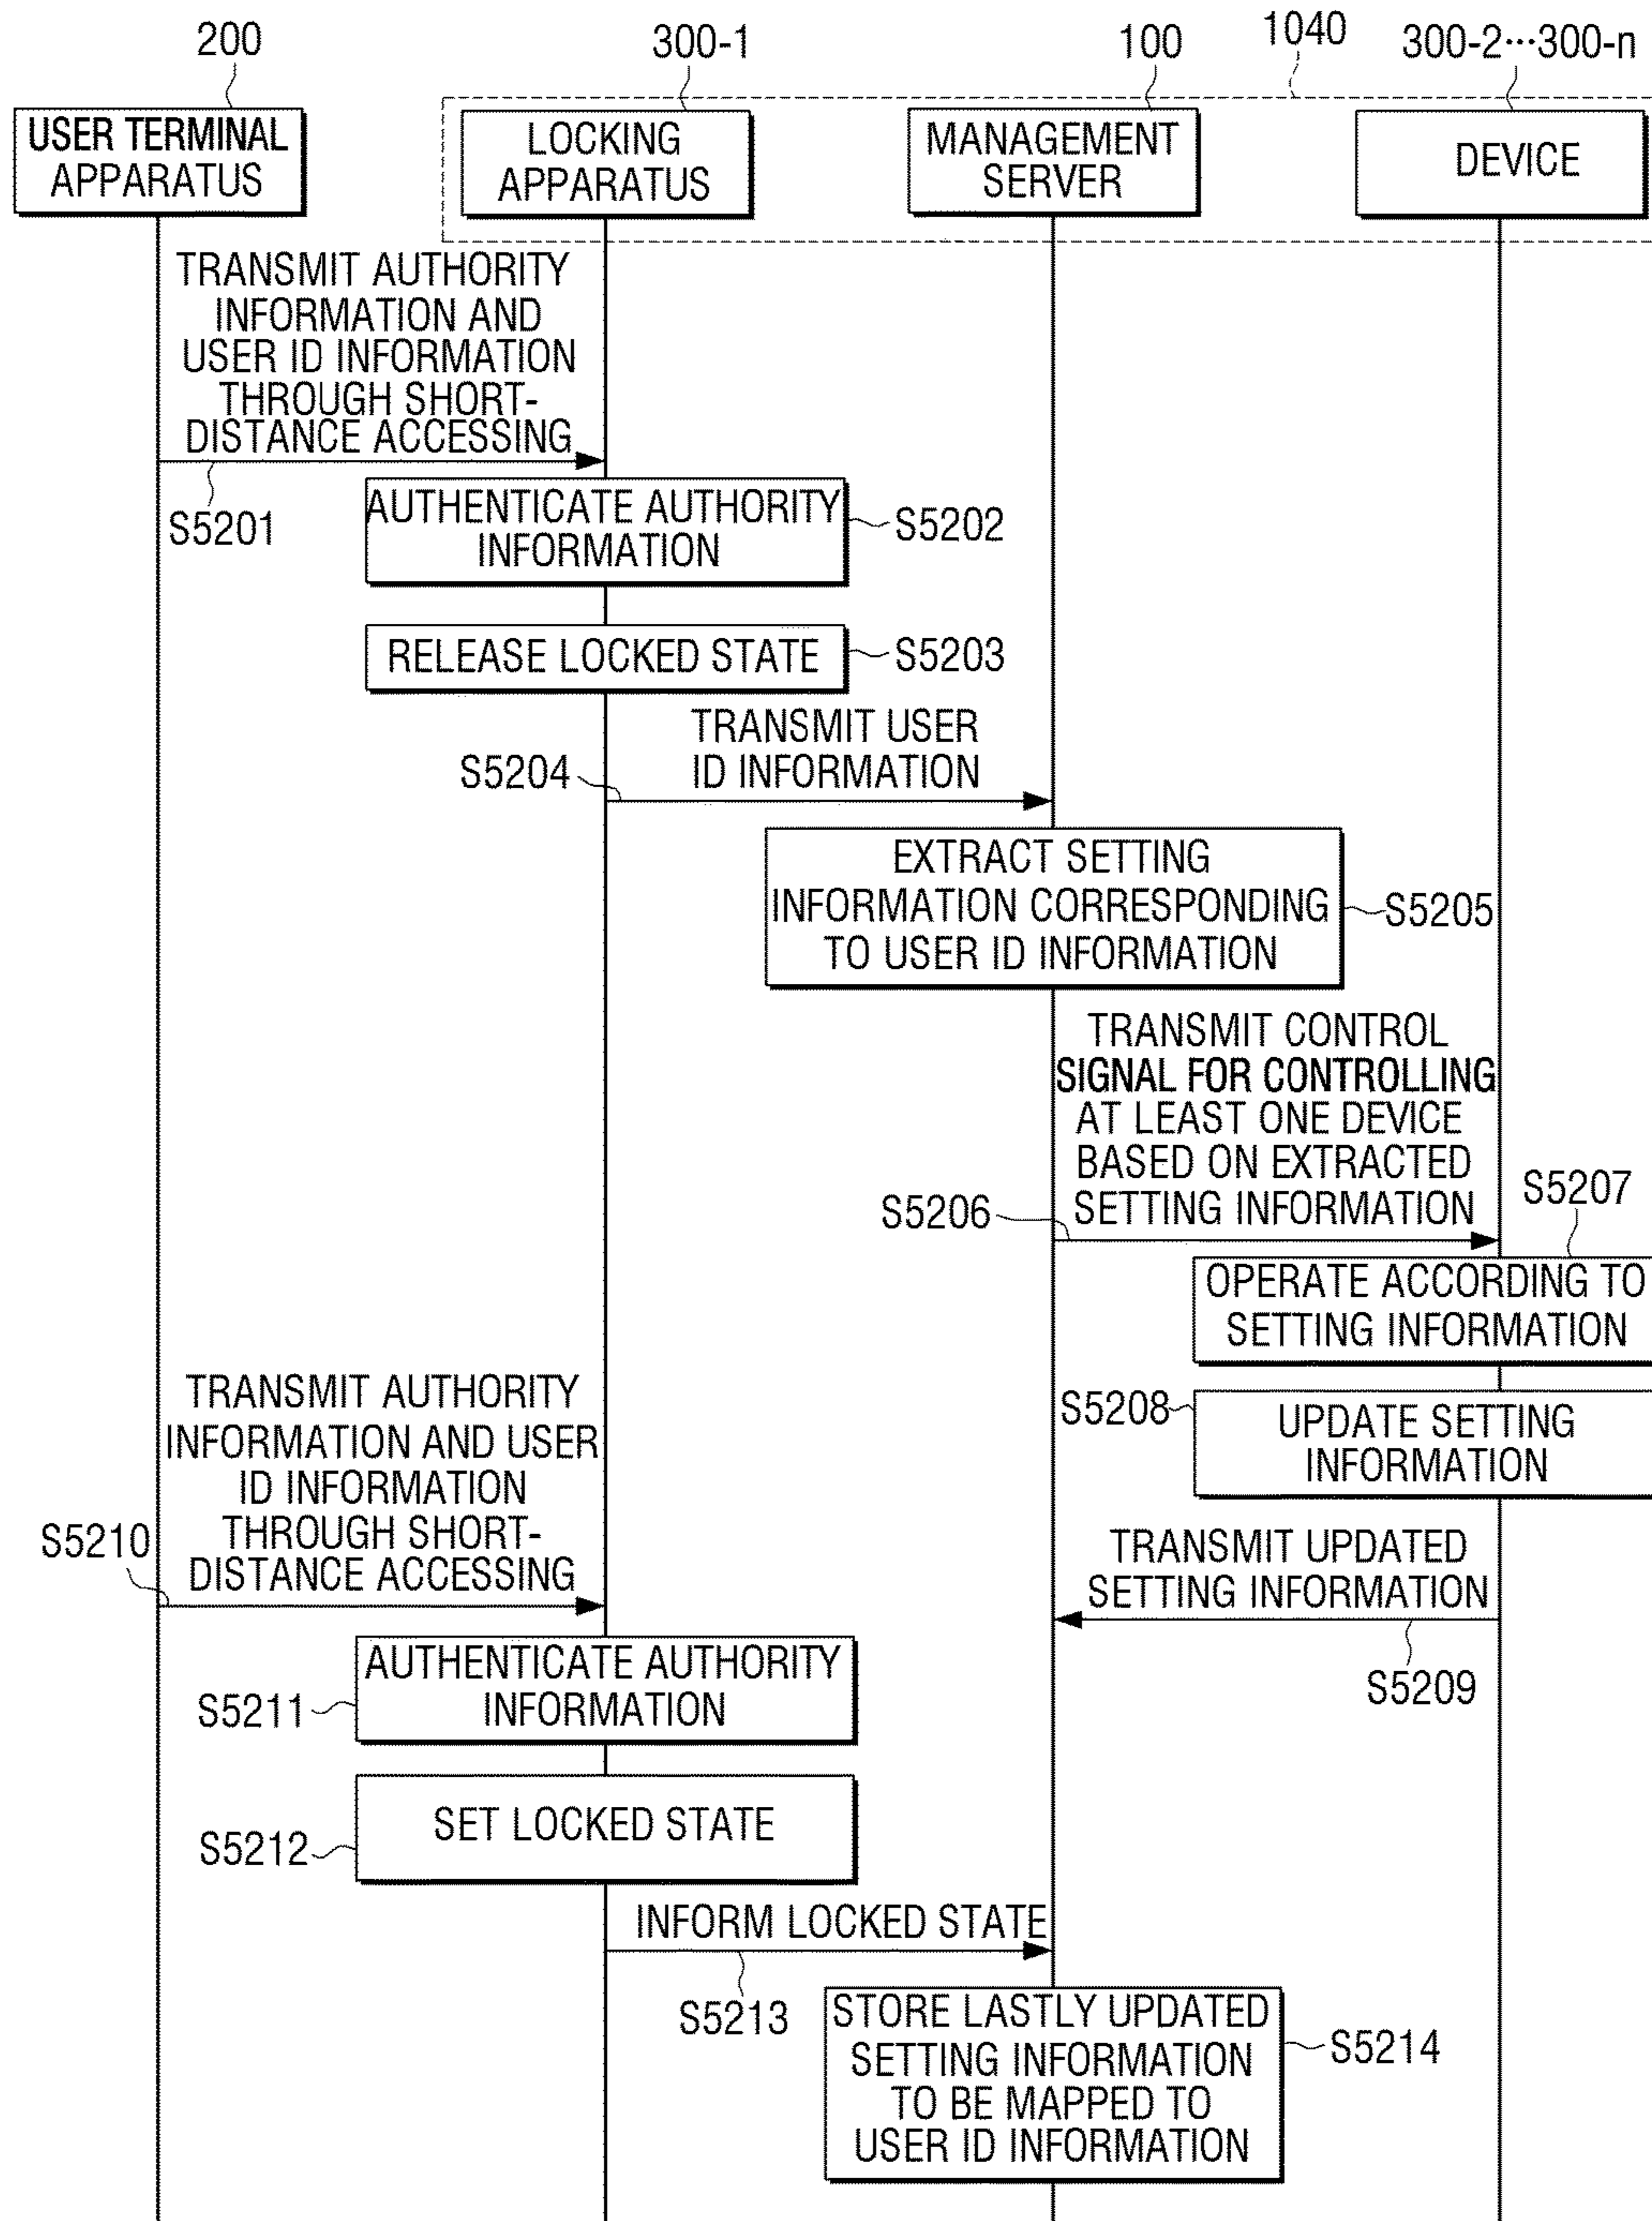 200
300-1
100
1040
300-2···300-n
USER TERMINAL
APPARATUS
LOCKING
APPARATUS
MANAGEMENT
SERVER
DEVICE
TRANSMIT AUTHORITY
INFORMATION AND
USER ID INFORMATION
THROUGH SHORT-
DISTANCE ACCESSING
S5201
AUTHENTICATE AUTHORITY
INFORMATION
S5202
RELEASE LOCKED STATE
S5203
TRANSMIT USER
ID INFORMATION
S5204
EXTRACT SETTING
INFORMATION CORRESPONDING
TO USER ID INFORMATION
S5205
TRANSMIT CONTROL
SIGNAL FOR CONTROLLING
AT LEAST ONE DEVICE
BASED ON EXTRACTED
SETTING INFORMATION
S5206
S5207
OPERATE ACCORDING TO
SETTING INFORMATION
S5208
UPDATE SETTING
INFORMATION
TRANSMIT UPDATED
SETTING INFORMATION
S5209
TRANSMIT AUTHORITY
INFORMATION AND USER
ID INFORMATION
THROUGH SHORT-
DISTANCE ACCESSING
S5210
AUTHENTICATE AUTHORITY
INFORMATION
S5211
SET LOCKED STATE
S5212
INFORM LOCKED STATE
S5213
STORE LASTLY UPDATED
SETTING INFORMATION
TO BE MAPPED TO
USER ID INFORMATION
S5214